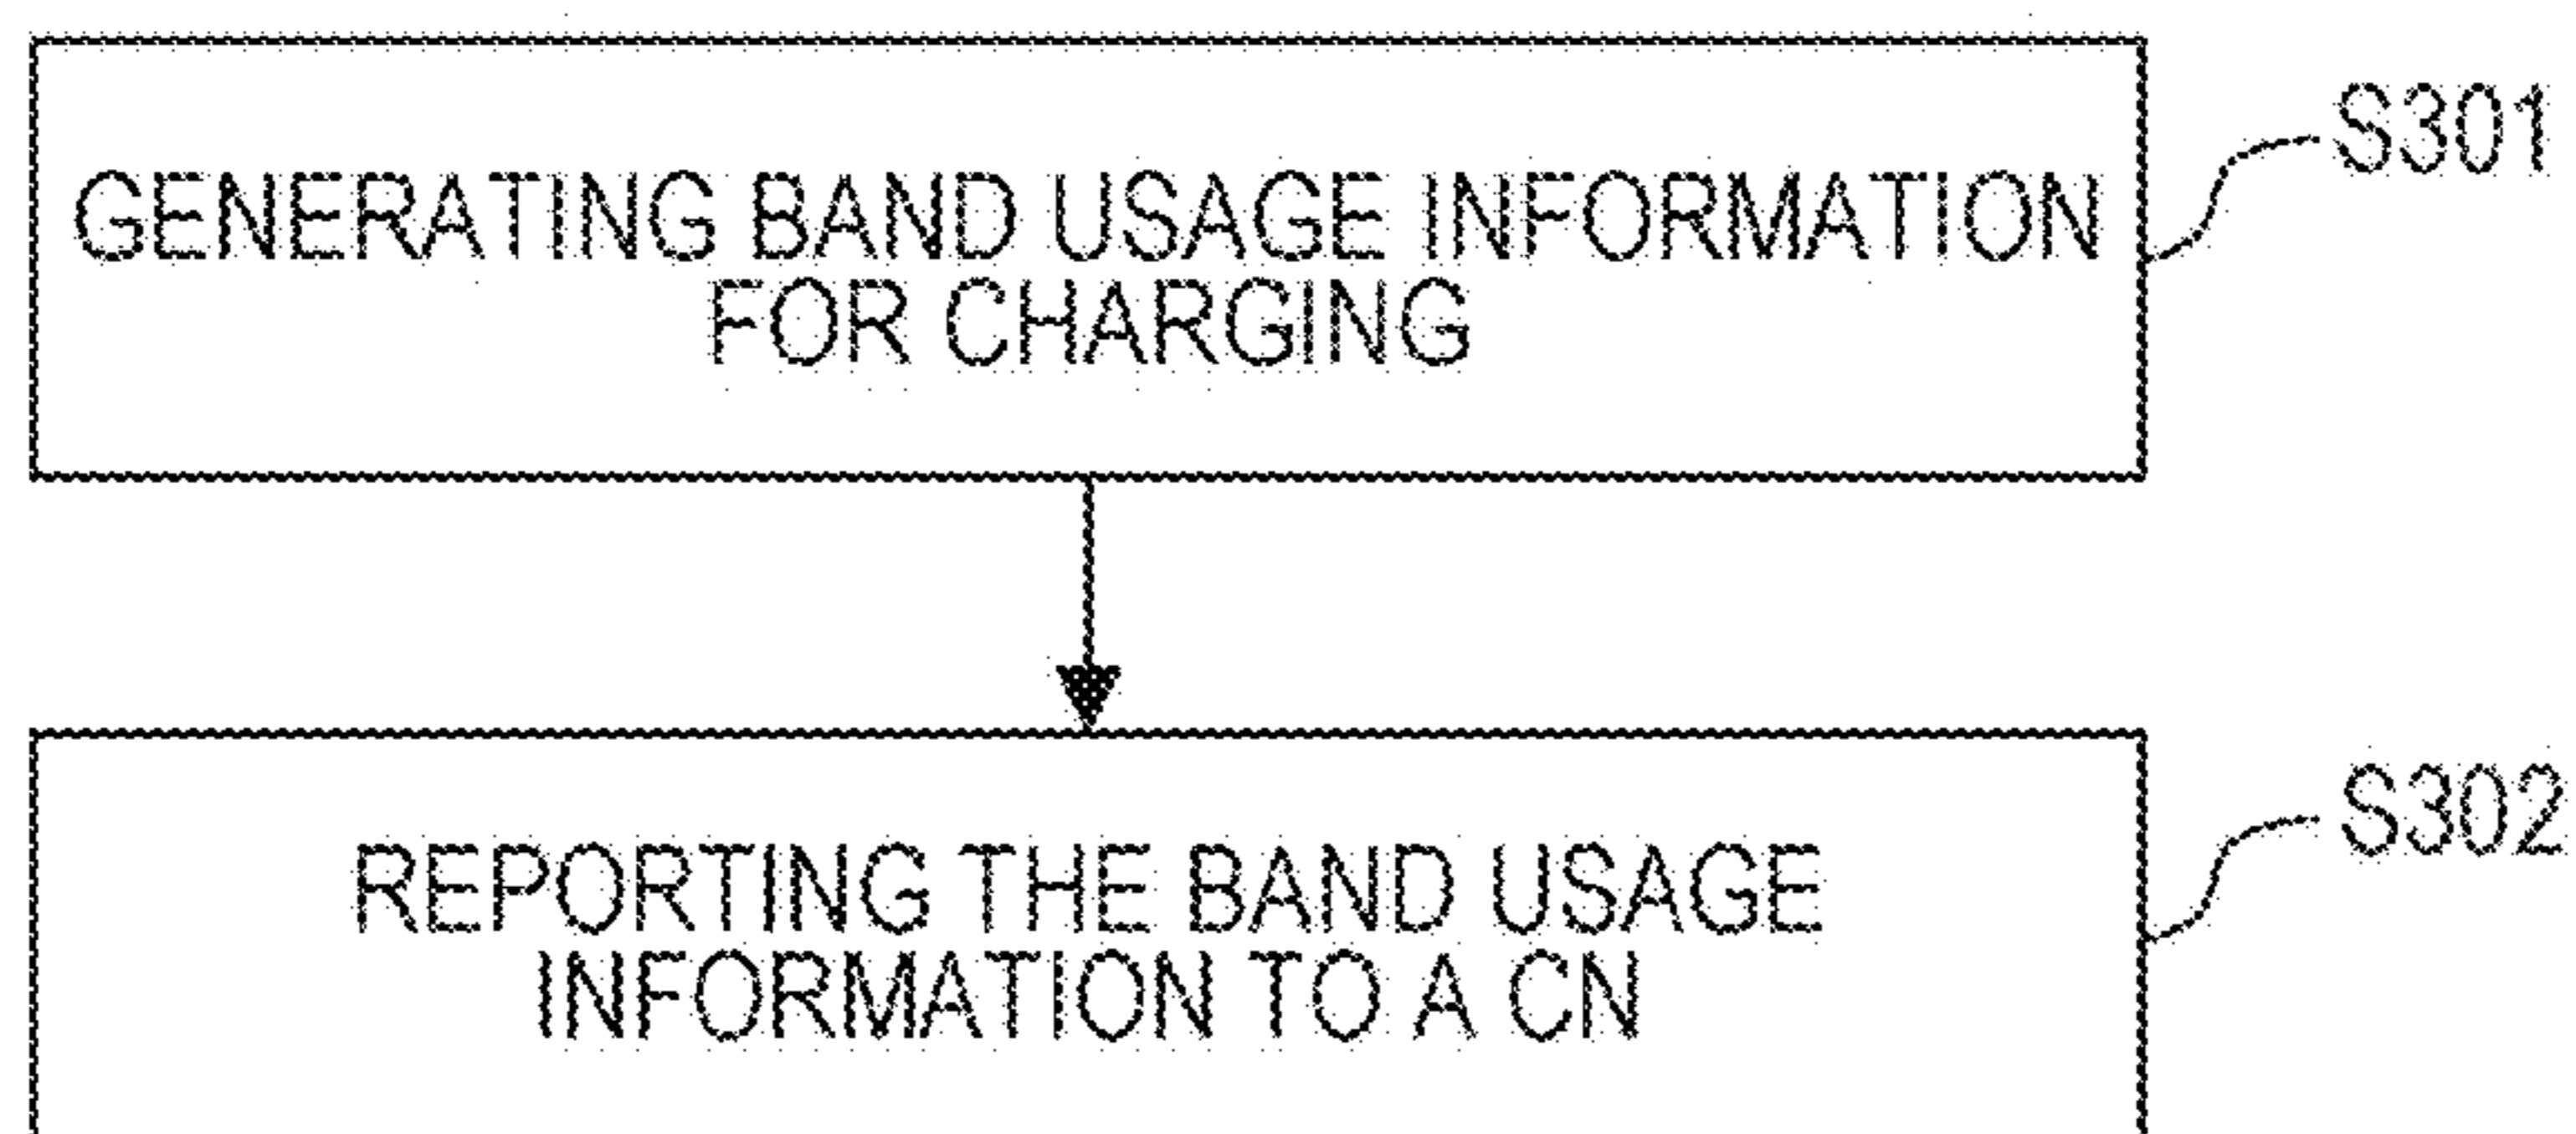 GENERATING BAND USAGE INFORMATION
FOR CHARGING
S301
REPORTING THE BAND USAGE
INFORMATION TO A CN
S302